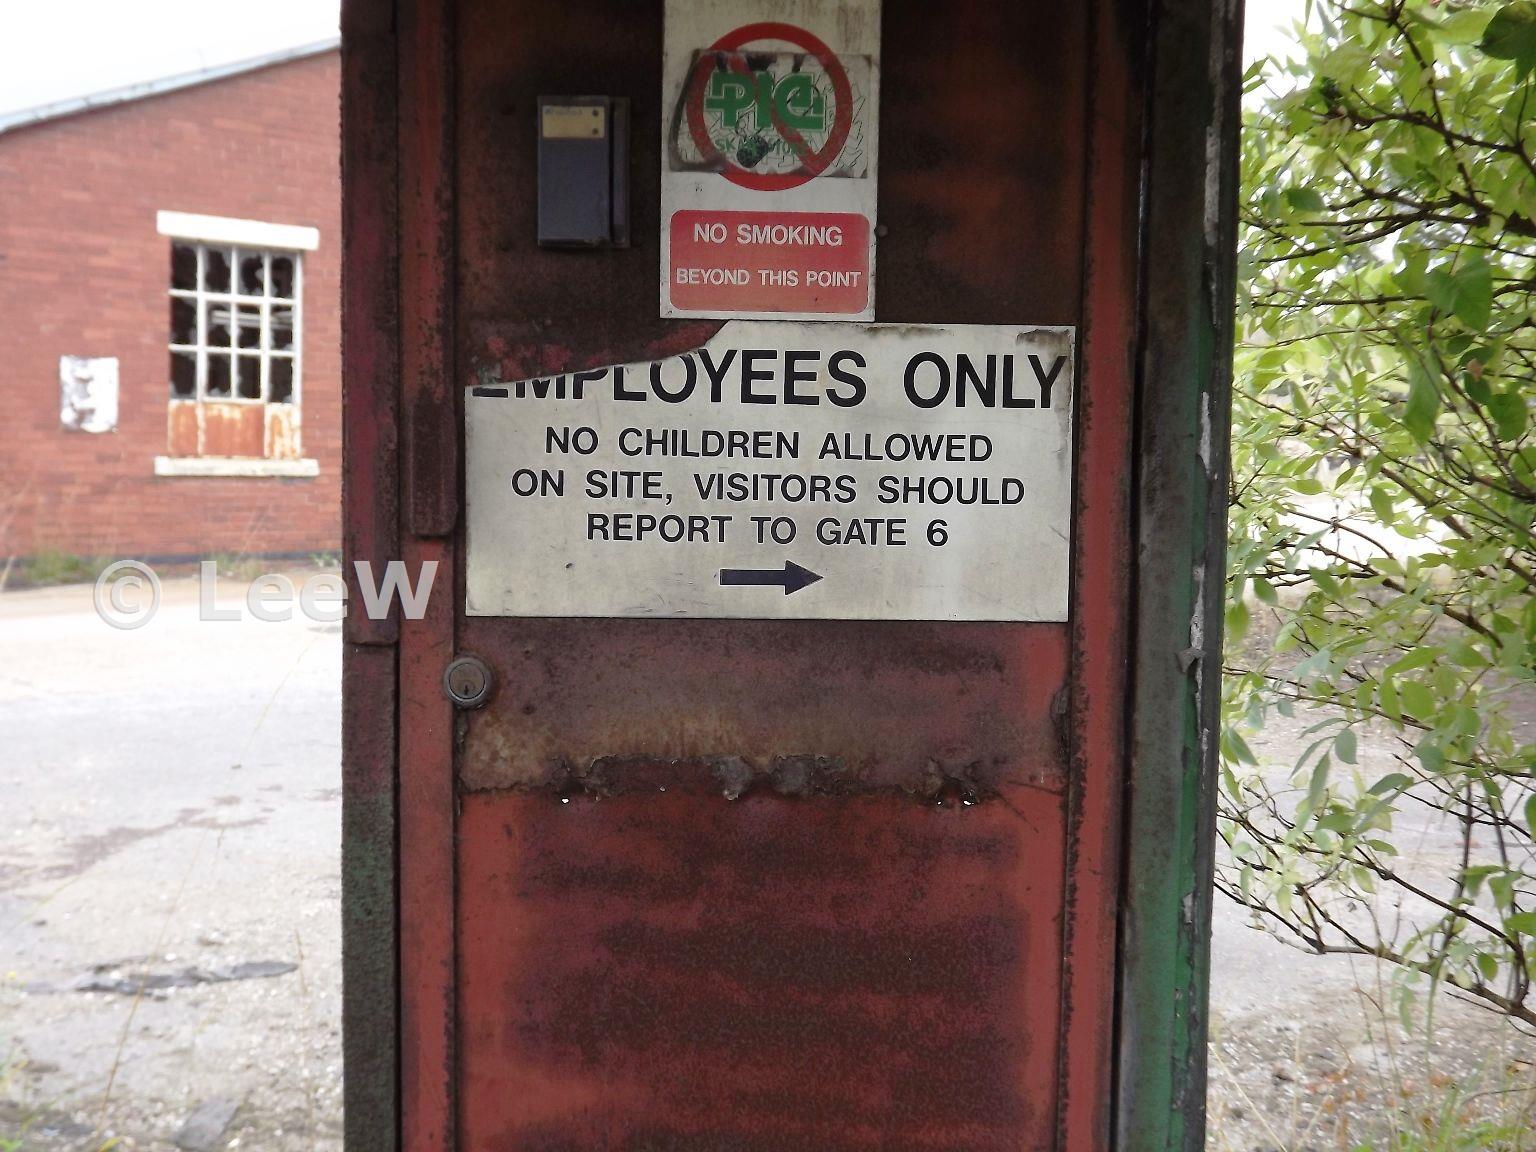 PIG
NO SMOKING
BEYOND THIS POINT
EMPLOYEES ONLY
NO CHILDREN ALLOWED
ON SITE, VISITORS SHOULD
REPORT TO GATE 6
© LeeW